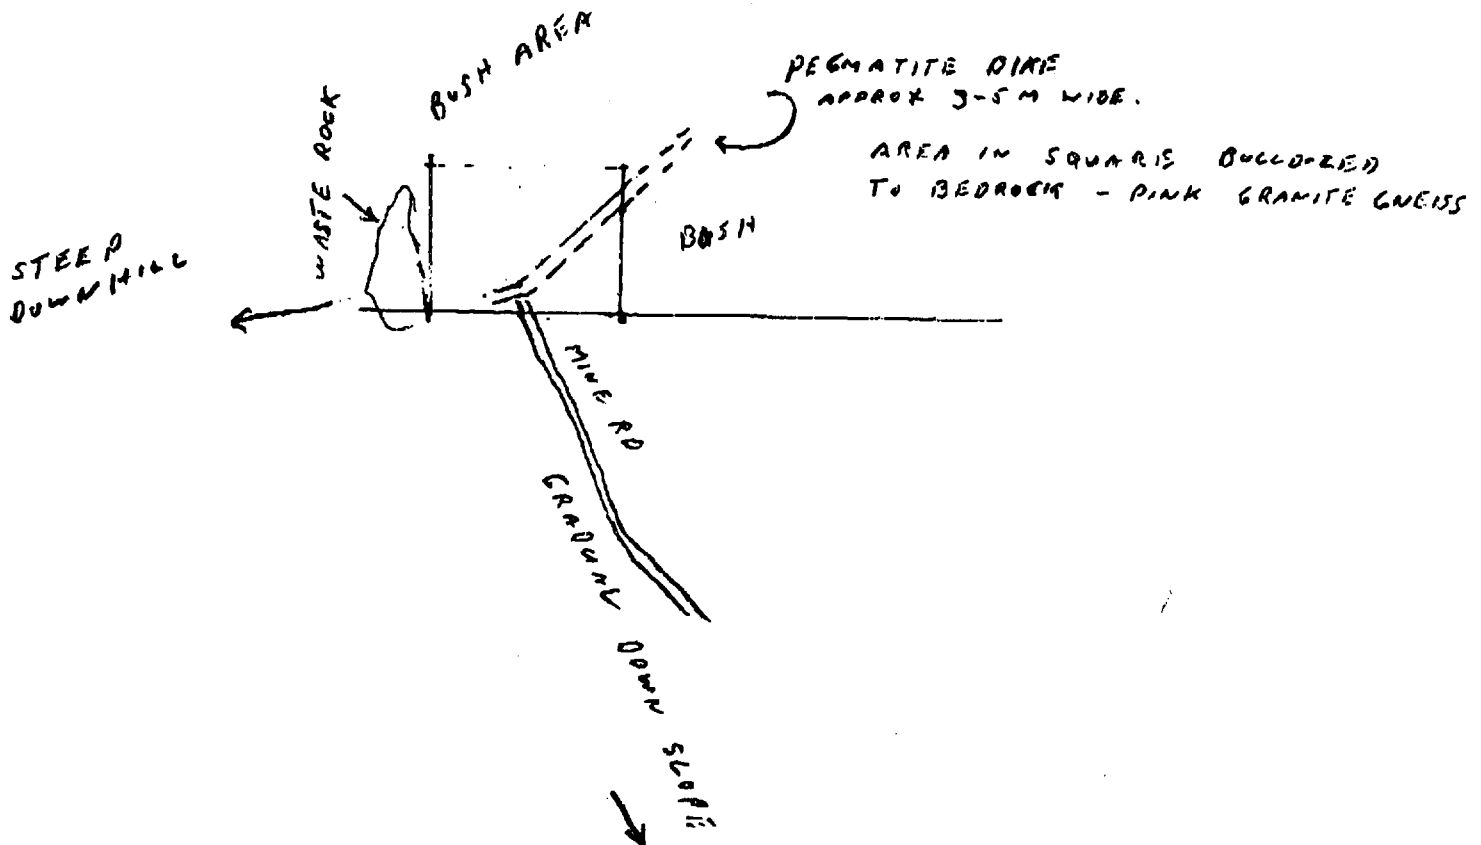 BUSH AREA
PEGMATITE DIKE
APPROX 3-5 M WIDE.
AREA IN SQUARE BULLDOZED
TO BEDROCK - PINK GRANITE GNEISS
WASTE ROCK
BUSH
STEEP
DOWNHILL
MINE RD
GRADUAL DOWN SLOPE